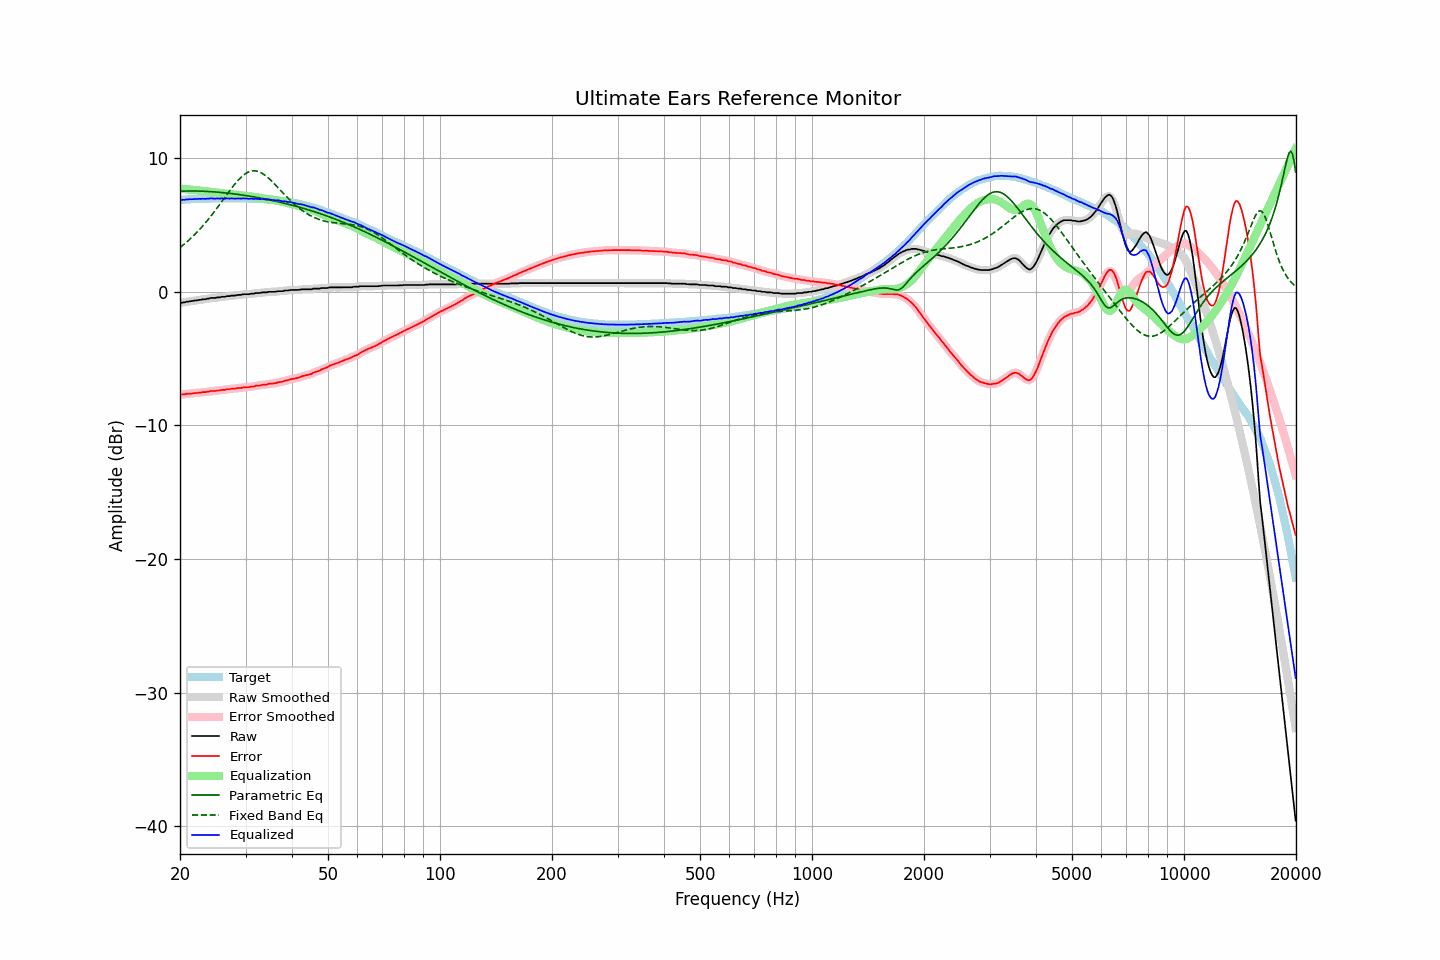 Ultimate Ears Reference Monitor
10
0
−10
−20
−30
−40
Amplitude (dBr)
Target
Raw Smoothed
Error Smoothed
Raw
Error
Equalization
Parametric Eq
Fixed Band Eq
Equalized
20 50 100 200 500 1000 2000 5000 10000 20000
Frequency (Hz)